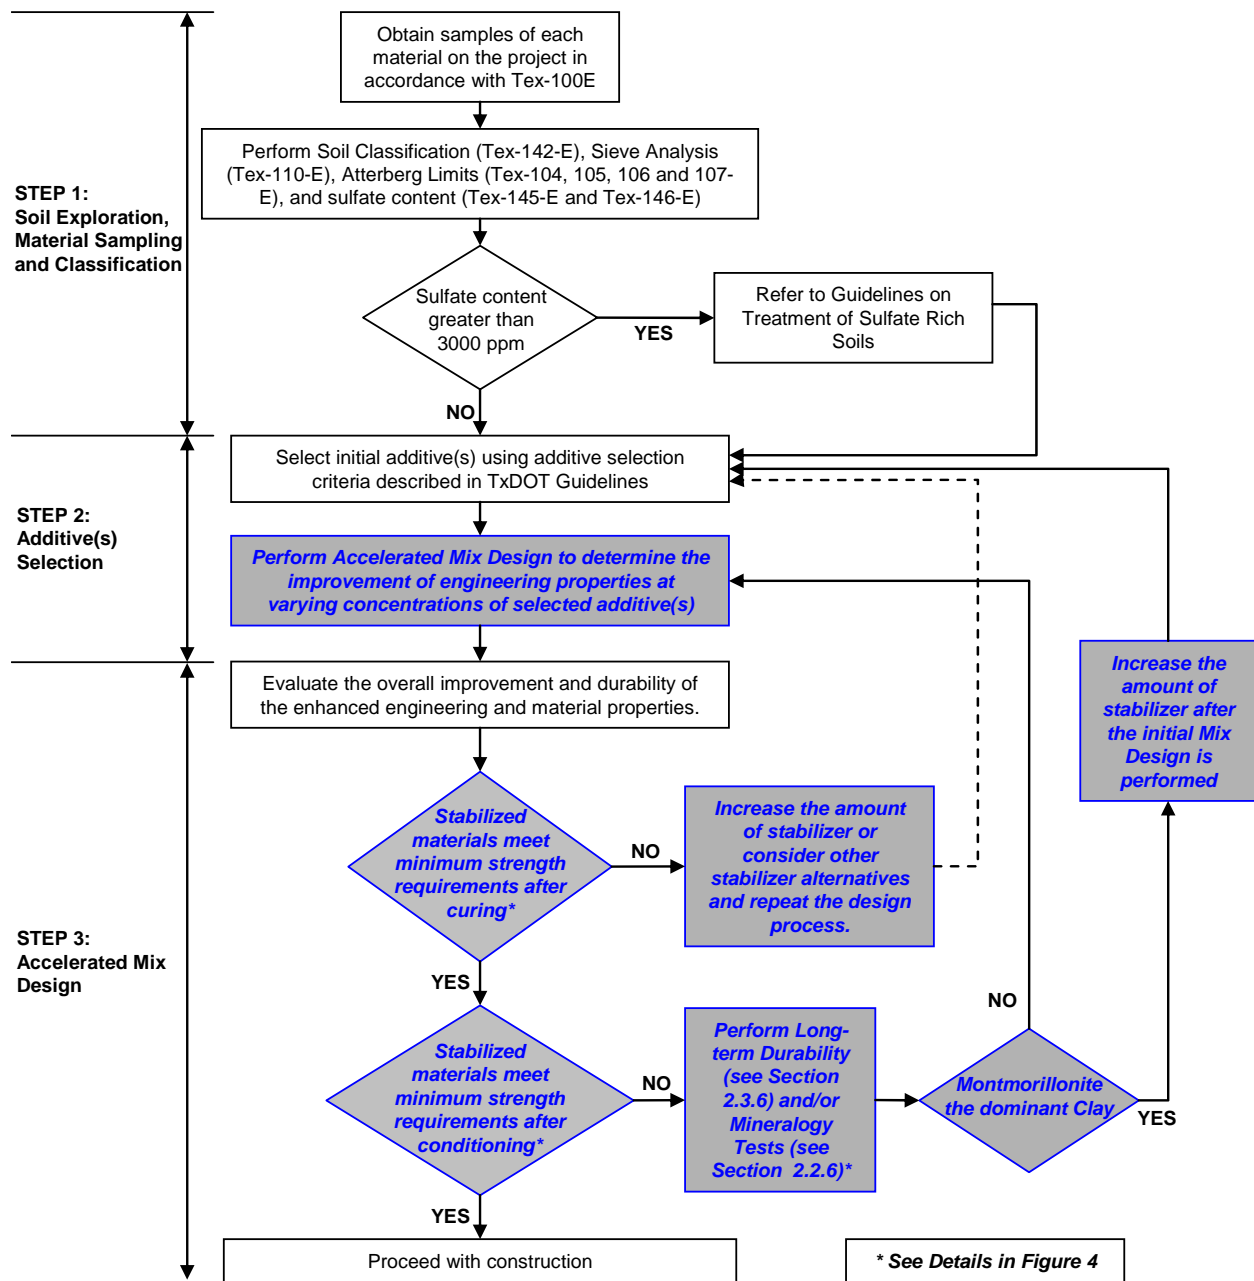 Obtain samples of each
material on the project in
accordance with Tex-100E
Perform Soil Classification (Tex-142-E), Sieve Analysis
(Tex-110-E), Atterberg Limits (Tex-104, 105, 106 and 107-
E), and sulfate content (Tex-145-E and Tex-146-E)
STEP 1:
Soil Exploration,
Material Sampling
and Classification
Sulfate content
greater than
3000 ppm
YES
Refer to Guidelines on
Treatment of Sulfate Rich
Soils
NO
Select initial additive(s) using additive selection
criteria described in TxDOT Guidelines
STEP 2:
Additive(s)
Selection
Perform Accelerated Mix Design to determine the
improvement of engineering properties at
varying concentrations of selected additive(s)
Evaluate the overall improvement and durability of
the enhanced engineering and material properties.
Increase the
amount of
stabilizer after
the initial Mix
Design is
performed
Stabilized
materials meet
minimum strength
requirements after
curing*
NO
Increase the amount
of stabilizer or
consider other
stabilizer alternatives
and repeat the design
process.
STEP 3:
Accelerated Mix
Design
YES
Stabilized
materials meet
minimum strength
requirements after
conditioning*
NO
Perform Long-
term Durability
(see Section
2.3.6) and/or
Mineralogy
Tests (see
Section 2.2.6)*
NO
Montmorillonite
the dominant Clay
YES
YES
Proceed with construction
* See Details in Figure 4